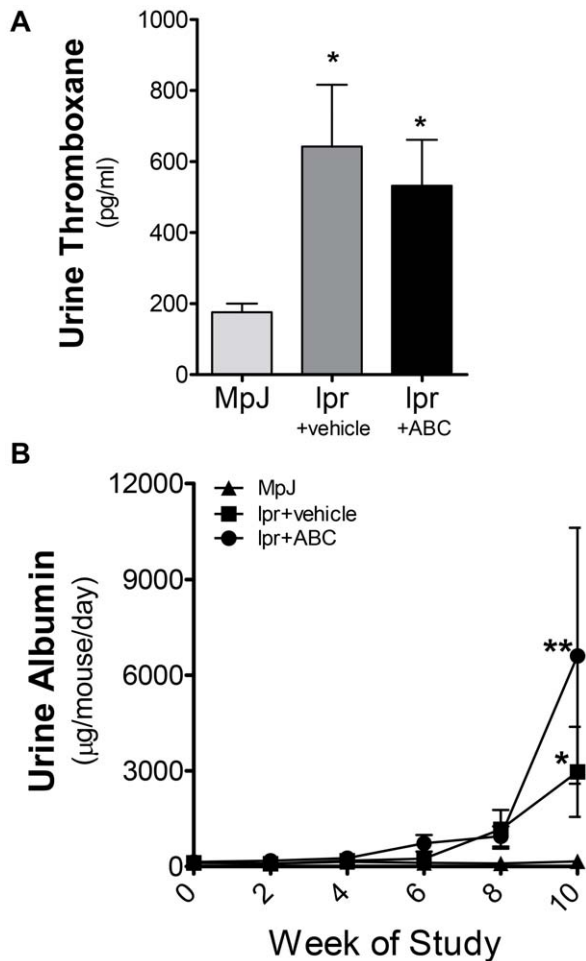 A
Urine Thromboxane
(pg/ml)
1000
800
600
400
200
0
*
*
MpJ
lpr
+vehicle
lpr
+ABC
B
Urine Albumin
(µg/mouse/day)
12000
9000
6000
3000
0
MpJ
lpr+vehicle
lpr+ABC
**
*
0 2 4 6 8 10
Week of Study